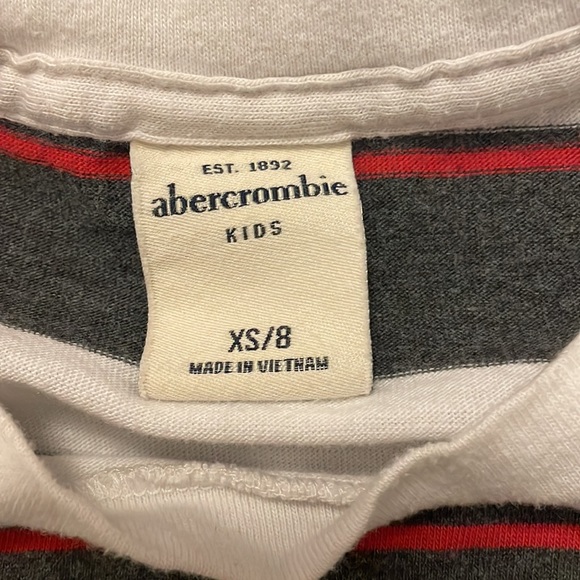 EST. 1892
abercrombie
KIDS
XS/8
MADE IN VIETNAM